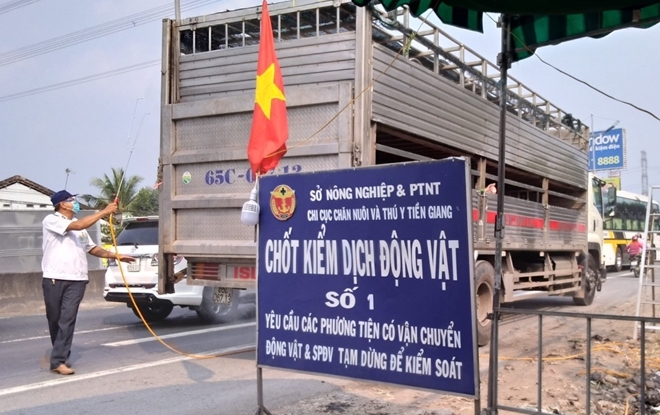 SỞ NÔNG NGHIỆP & PTNT
CHI CỤC CHĂN NUÔI VÀ THÚ Y TIỀN GIANG
CHỐT KIỂM DỊCH ĐỘNG VẬT
SỐ 1
YÊU CẦU CÁC PHƯƠNG TIỆN CÓ VẬN CHUYỂN
ĐỘNG VẬT & SPĐV TẠM DỪNG ĐỂ KIỂM SOÁT
65C
8888